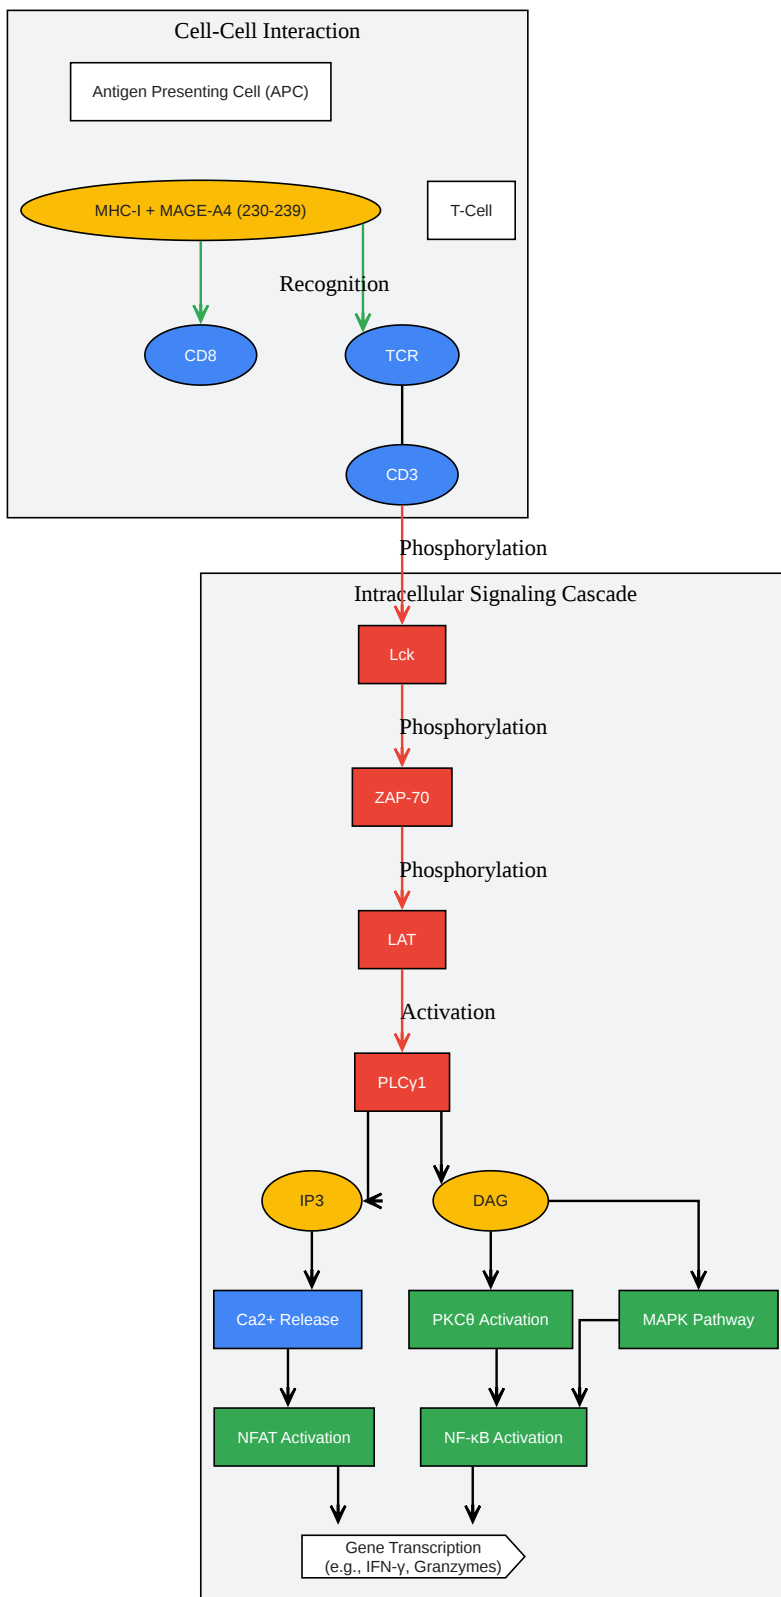 Cell-Cell Interaction
Antigen Presenting Cell (APC)
MHC-I + MAGE-A4 (230-239)
T-Cell
Recognition
CD8
TCR
CD3
Phosphorylation
Intracellular Signaling Cascade
Lck
Phosphorylation
ZAP-70
Phosphorylation
LAT
Activation
PLCγ1
IP3
DAG
Ca2+ Release
PKCθ Activation
MAPK Pathway
NFAT Activation
NF-κB Activation
Gene Transcription
(e.g., IFN-γ, Granzymes)